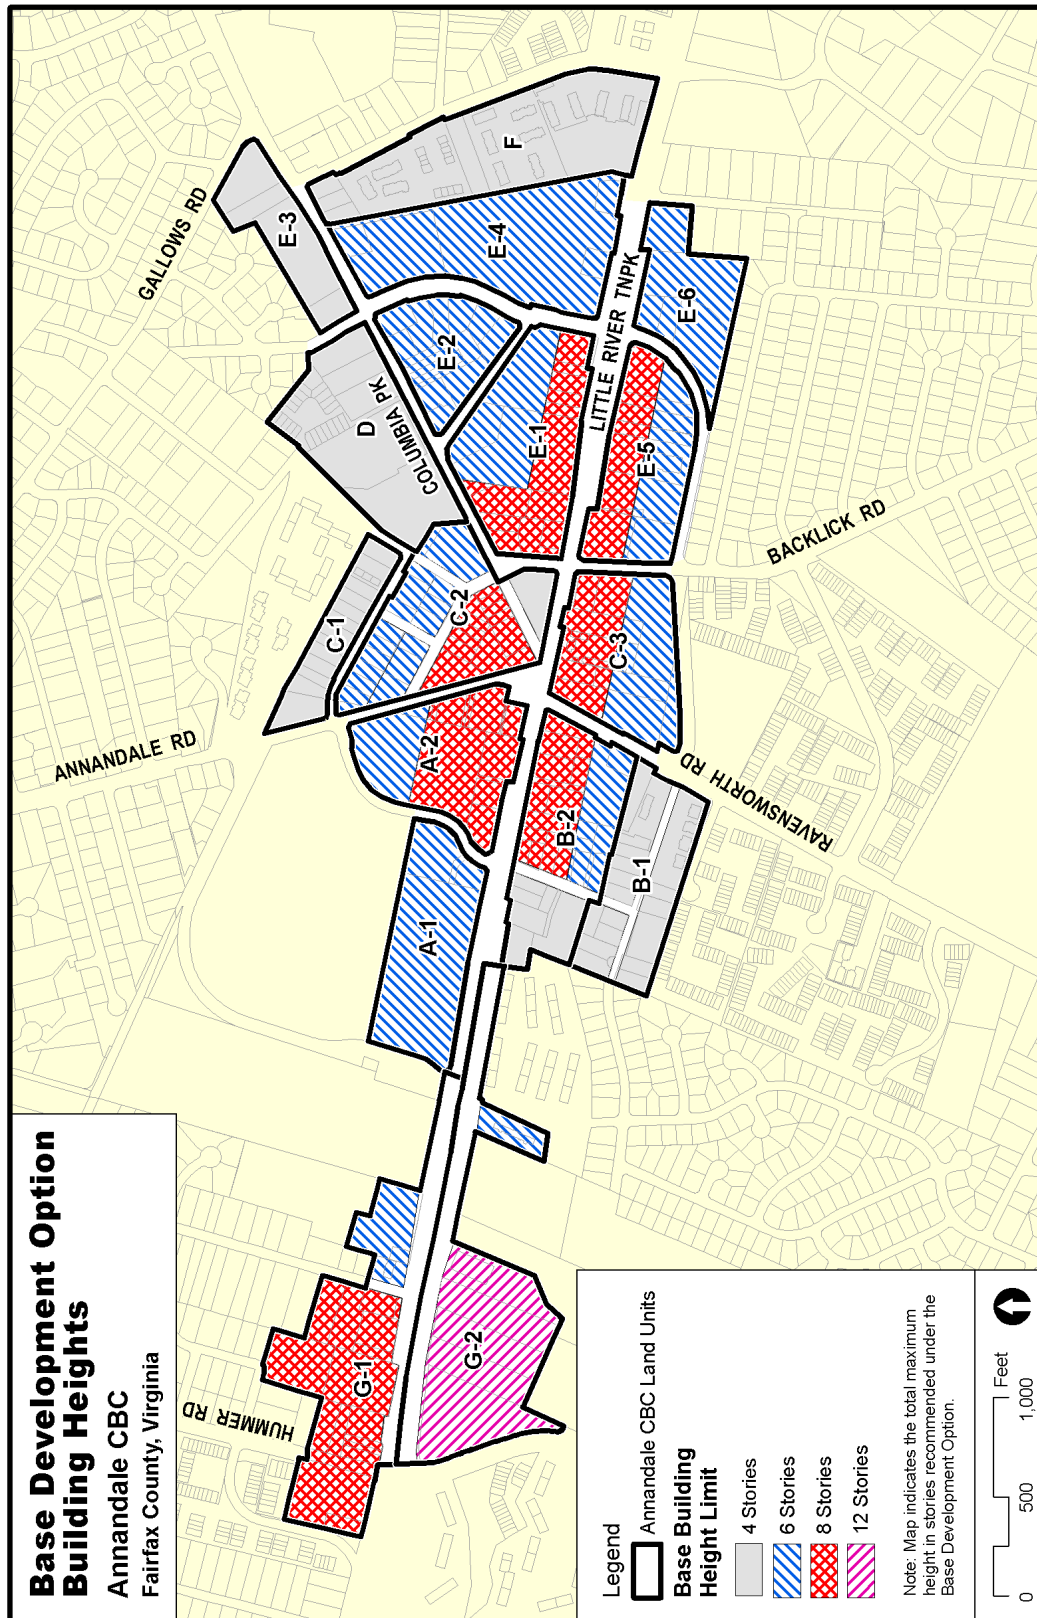 Base Development Option
Building Heights
Annandale CBC
Fairfax County, Virginia
HUMMER RD
ANNANDALE RD
GALLOWS RD
COLUMBIA PK
LITTLE RIVER TNPK
BACKLICK RD
RAVENSWORTH RD
G-1
G-2
A-1
A-2
B-1
B-2
C-1
C-2
C-3
D
E-1
E-2
E-3
E-4
E-5
E-6
F
Legend
Annandale CBC Land Units
Base Building
Height Limit
4 Stories
6 Stories
8 Stories
12 Stories
Note: Map indicates the total maximum
height in stories recommended under the
Base Development Option.
0 500 1,000
Feet